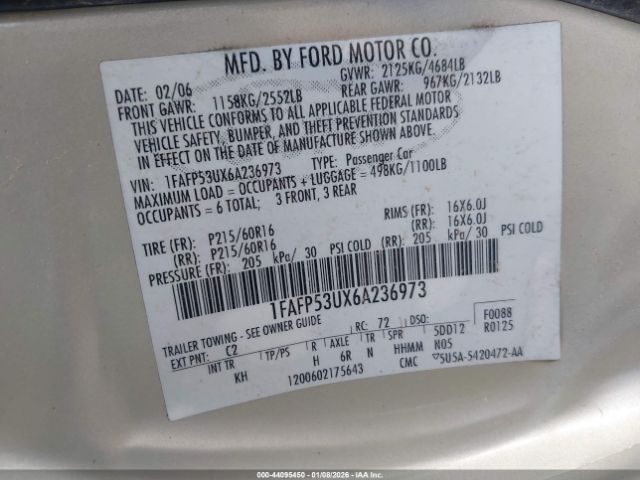 MFD. BY FORD MOTOR CO.
DATE: 02/06 GVWR: 2125KG/4684LB
FRONT GAWR: 1158KG/2552LB REAR GAWR: 967KG/2132LB
THIS VEHICLE CONFORMS TO ALL APPLICABLE FEDERAL MOTOR
VEHICLE SAFETY, BUMPER, AND THEFT PREVENTION STANDARDS
IN EFFECT ON THE DATE OF MANUFACTURE SHOWN ABOVE.
VIN: 1FAFP53UX6A236973 TYPE: Passenger Car
MAXIMUM LOAD = OCCUPANTS + LUGGAGE = 498KG/1100LB
OCCUPANTS = 6 TOTAL; 3 FRONT, 3 REAR
TIRE (FR): P215/60R16 RIMS (FR): 16X6.0J
(RR): P215/60R16 (RR): 16X6.0J
PRESSURE (FR): 205 kPa/ 30 PSI COLD (RR): 205 kPa/ 30 PSI COLD
1FAFP53UX6A236973
TRAILER TOWING - SEE OWNER GUIDE
EXT PNT: C2 RC: 72 DSO: F0088
INT TR TP/PS R AXLE TR SPR 5DD12 R0125
KH H 6R N HHMM N05
1200602175643 CMC 5U5A-5420472-AA
000-44095450 - 01/08/2026 - IAA Inc.